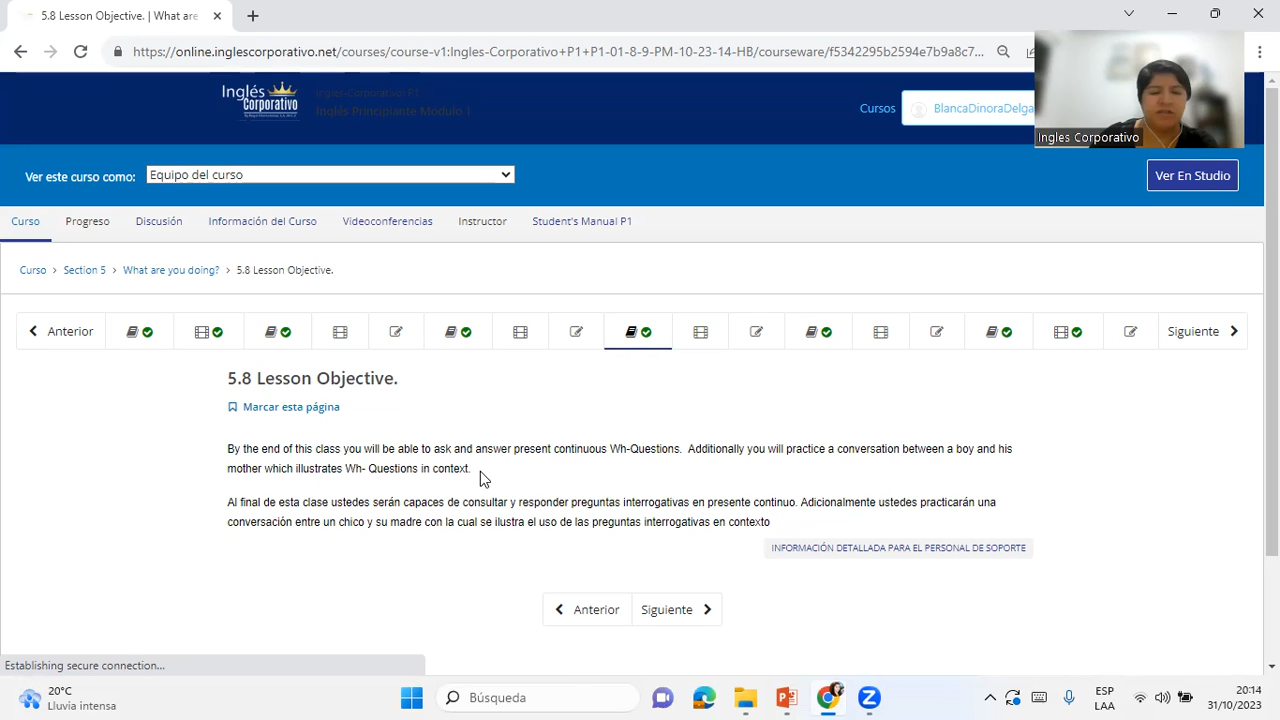 5.8 Lesson Objective. | What are
https://online.inglescorporativo.net/courses/course-v1:Ingles-Corporativo+P1+P1-01-8-9-PM-10-23-14-HB/courseware/f5342295b2594e7b9a8c7...
Inglés
Corporativo
Ingles-Corporativo P1
Inglés Principiante Módulo 1
Cursos
BlancaDinoraDelga
Ingles Corporativo
Ver este curso como:
Equipo del curso
Ver En Studio
Curso
Progreso
Discusión
Información del Curso
Videoconferencias
Instructor
Student's Manual P1
Curso > Section 5 > What are you doing? > 5.8 Lesson Objective.
Anterior
Siguiente
5.8 Lesson Objective.
Marcar esta página
By the end of this class you will be able to ask and answer present continuous Wh-Questions. Additionally you will practice a conversation between a boy and his
mother which illustrates Wh- Questions in context.
Al final de esta clase ustedes serán capaces de consultar y responder preguntas interrogativas en presente continuo. Adicionalmente ustedes practicarán una
conversación entre un chico y su madre con la cual se ilustra el uso de las preguntas interrogativas en contexto
INFORMACIÓN DETALLADA PARA EL PERSONAL DE SOPORTE
Anterior
Siguiente
Establishing secure connection...
20°C
Lluvia intensa
Búsqueda
ESP
LAA
20:14
31/10/2023